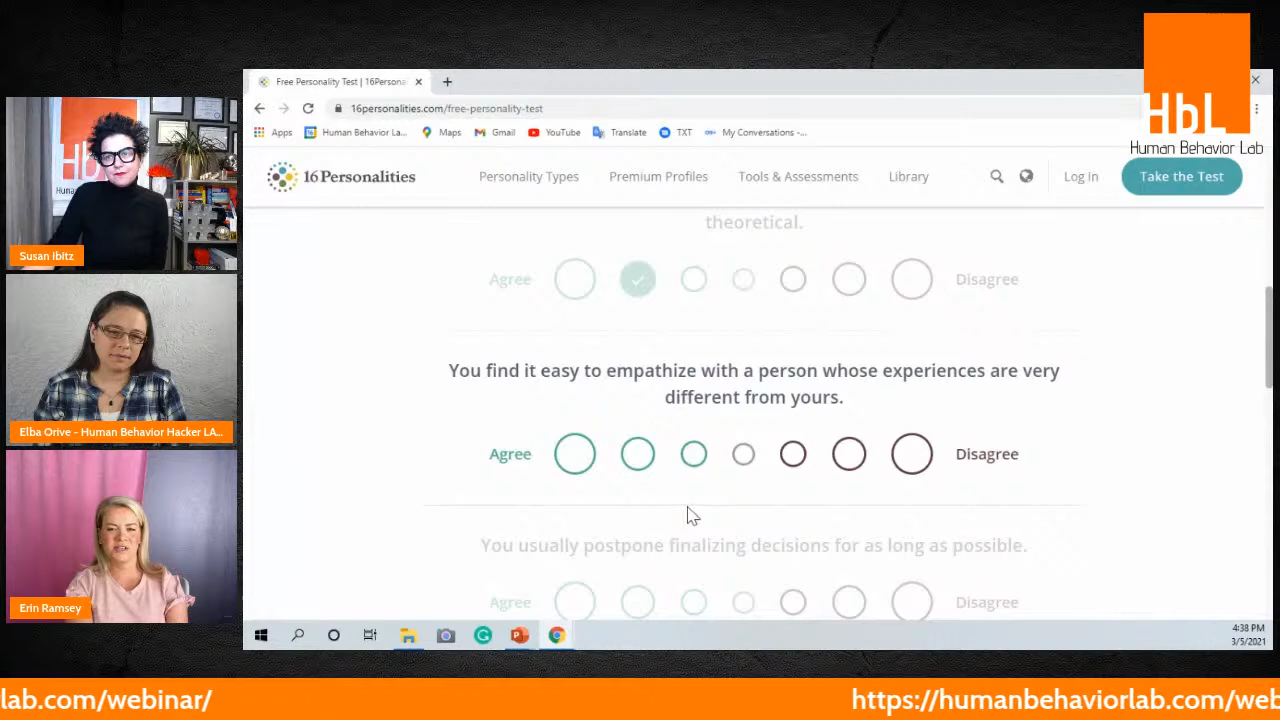 Free Personality Test | 16Persona
16personalities.com/free-personality-test
Apps
Human Behavior La...
Maps
Gmail
YouTube
Translate
TXT
My Conversations -...
HbL
Human Behavior Lab
16Personalities
Personality Types
Premium Profiles
Tools & Assessments
Library
Log In
Take the Test
theoretical.
Agree
Disagree
You find it easy to empathize with a person whose experiences are very
different from yours.
Agree
Disagree
You usually postpone finalizing decisions for as long as possible.
Agree
Disagree
4:38 PM
3/5/2021
HbL
Human
Susan Ibitz
Elba Orive - Human Behavior Hacker LA...
Erin Ramsey
lab.com/webinar/
https://humanbehaviorlab.com/web